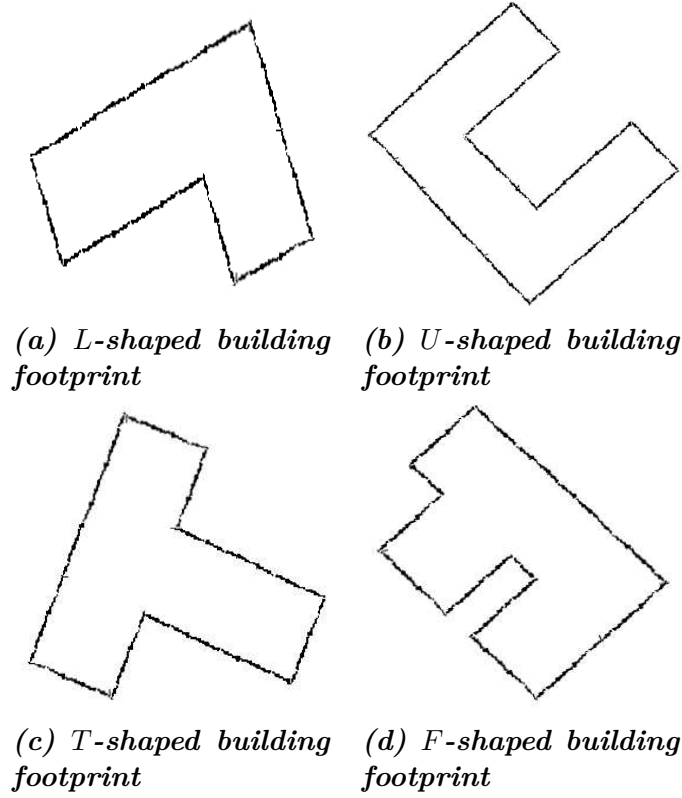 (a) L-shaped building
footprint
(b) U-shaped building
footprint
(c) T-shaped building
footprint
(d) F-shaped building
footprint